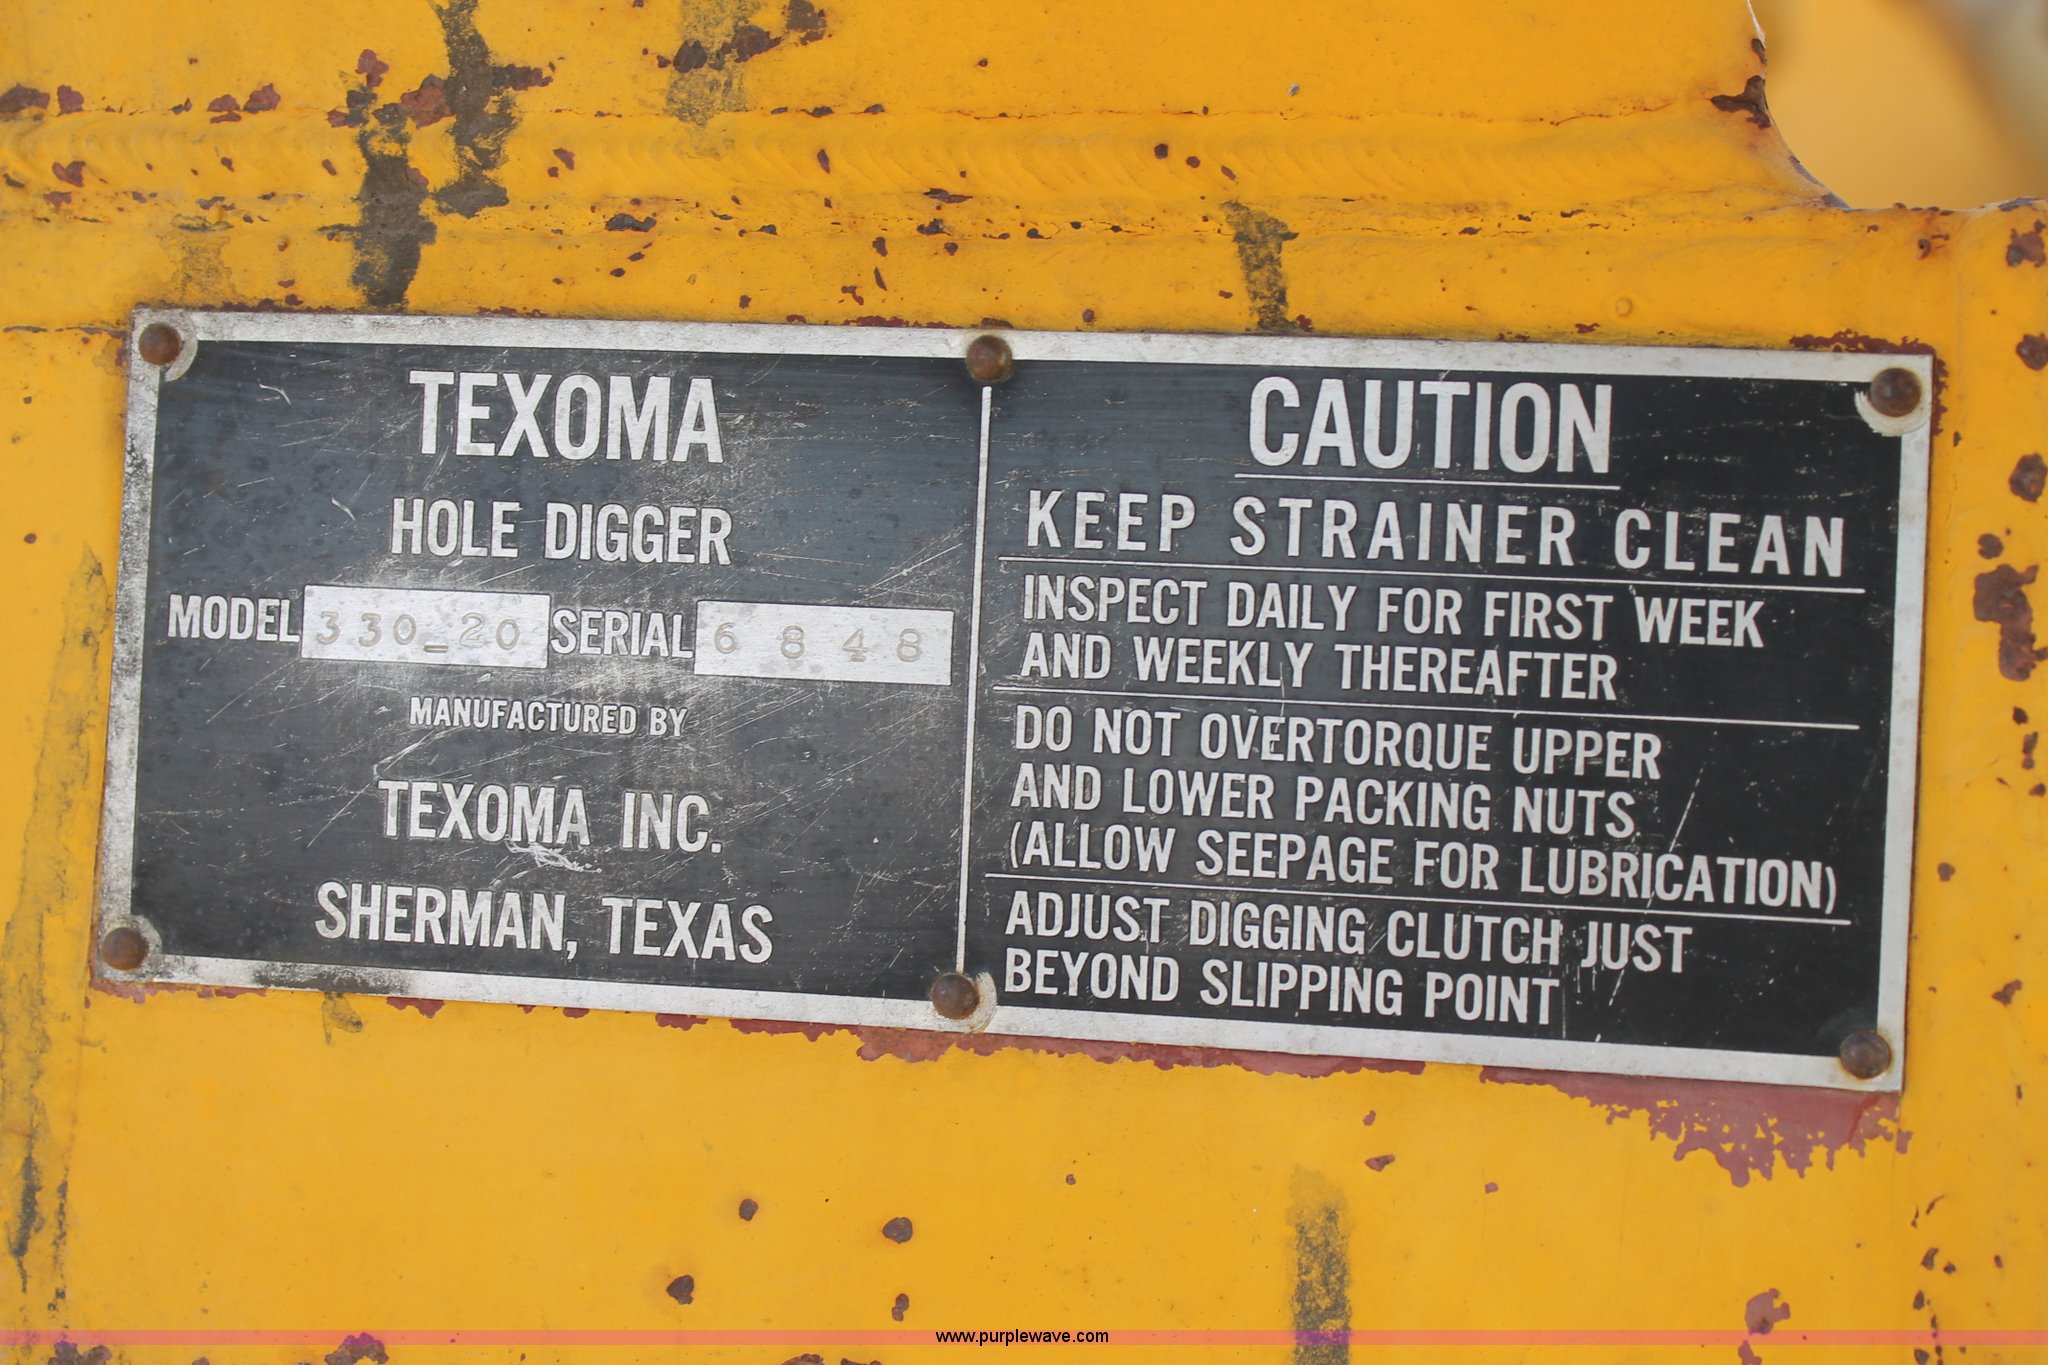 TEXOMA
HOLE DIGGER
MODEL 330-20 SERIAL 6848
MANUFACTURED BY
TEXOMA INC.
SHERMAN, TEXAS
CAUTION
KEEP STRAINER CLEAN
INSPECT DAILY FOR FIRST WEEK
AND WEEKLY THEREAFTER
DO NOT OVERTORQUE UPPER
AND LOWER PACKING NUTS
(ALLOW SEEPAGE FOR LUBRICATION)
ADJUST DIGGING CLUTCH JUST
BEYOND SLIPPING POINT
www.purplewave.com